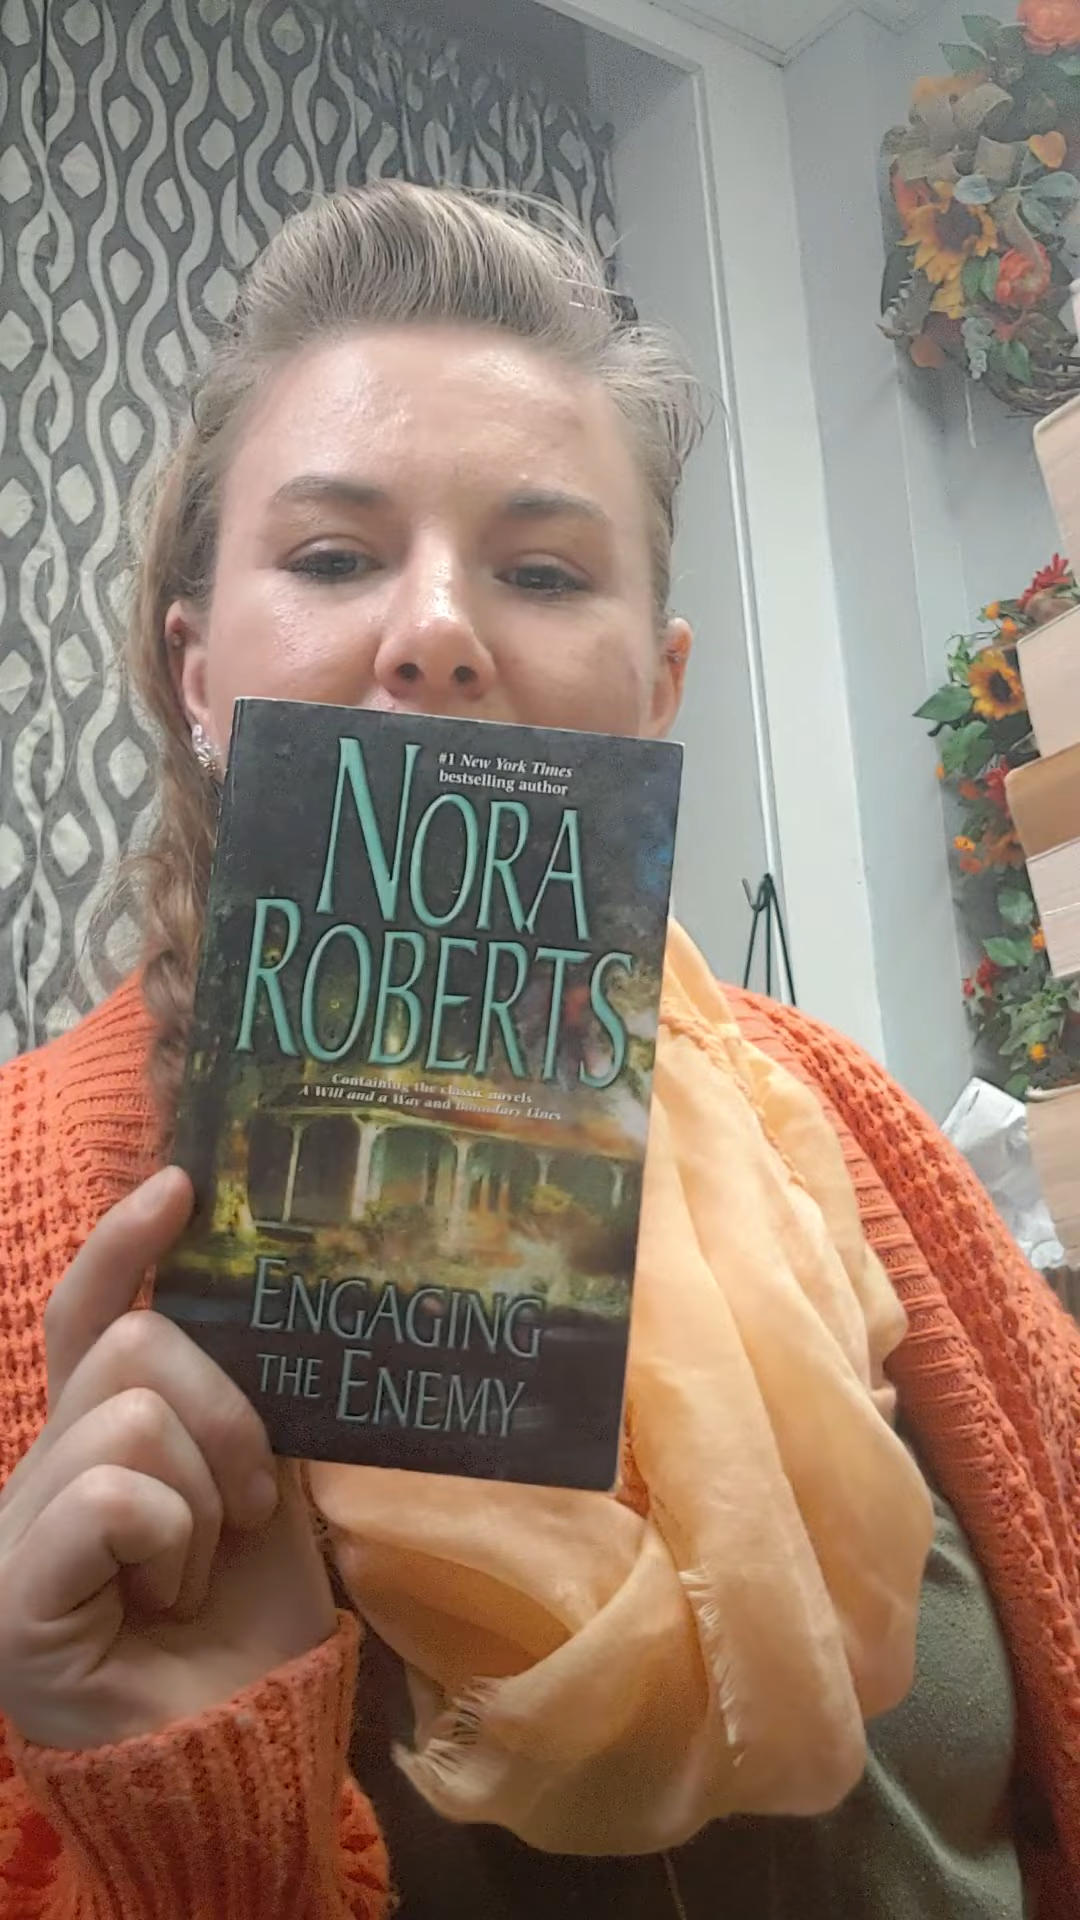 #1 New York Times
bestselling author
NORA
ROBERTS
Containing the classic novels
A Will and a Way and Boundary Lines
ENGAGING
THE ENEMY